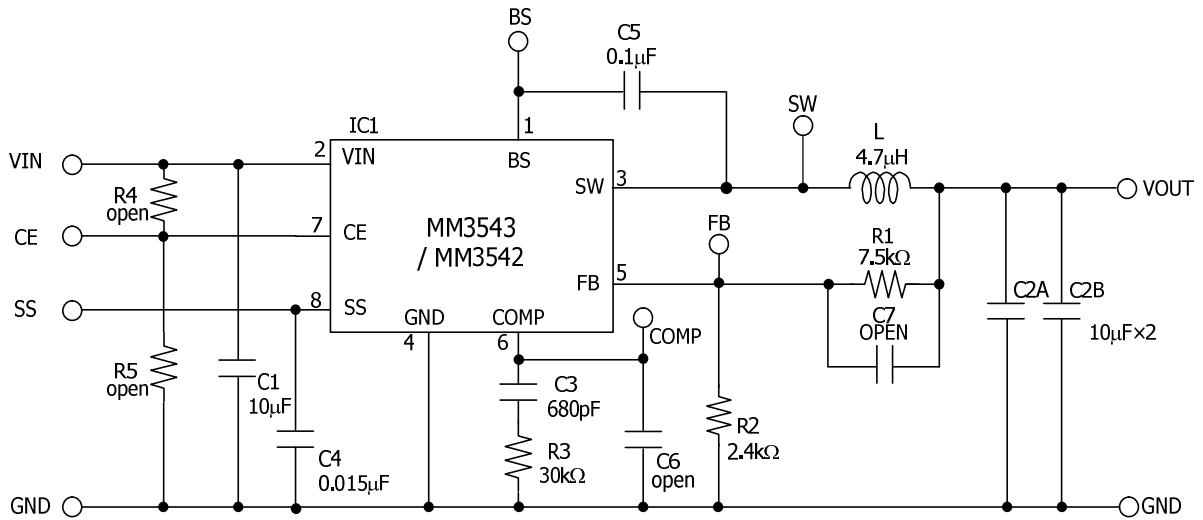 BS
C5
0.1μF
SW
L
4.7μH
IC1
1
VIN
2
VIN
BS
SW
3
VOUT
R4
open
FB
CE
7
CE
MM3543
/ MM3542
R1
7.5kΩ
FB
5
SS
8
SS
GND
COMP
4
6
COMP
C7
OPEN
C2A
C2B
10μF×2
R5
open
C1
10μF
C3
680pF
R2
2.4kΩ
C4
0.015μF
R3
30kΩ
C6
open
GND
GND